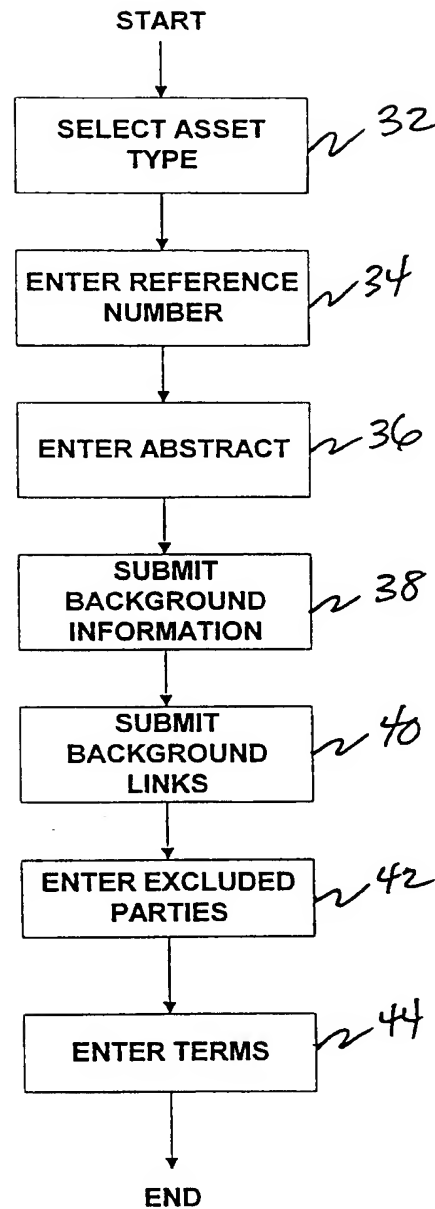 START
SELECT ASSET
TYPE
32
ENTER REFERENCE
NUMBER
34
ENTER ABSTRACT
36
SUBMIT
BACKGROUND
INFORMATION
38
SUBMIT
BACKGROUND
LINKS
40
ENTER EXCLUDED
PARTIES
42
ENTER TERMS
44
END